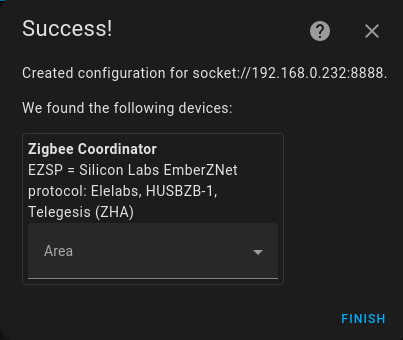 Success!
Created configuration for socket://192.168.0.232:8888.
We found the following devices:
Zigbee Coordinator
EZSP = Silicon Labs EmberZNet
protocol: Elelabs, HUSBZB-1,
Telegesis (ZHA)
Area
FINISH